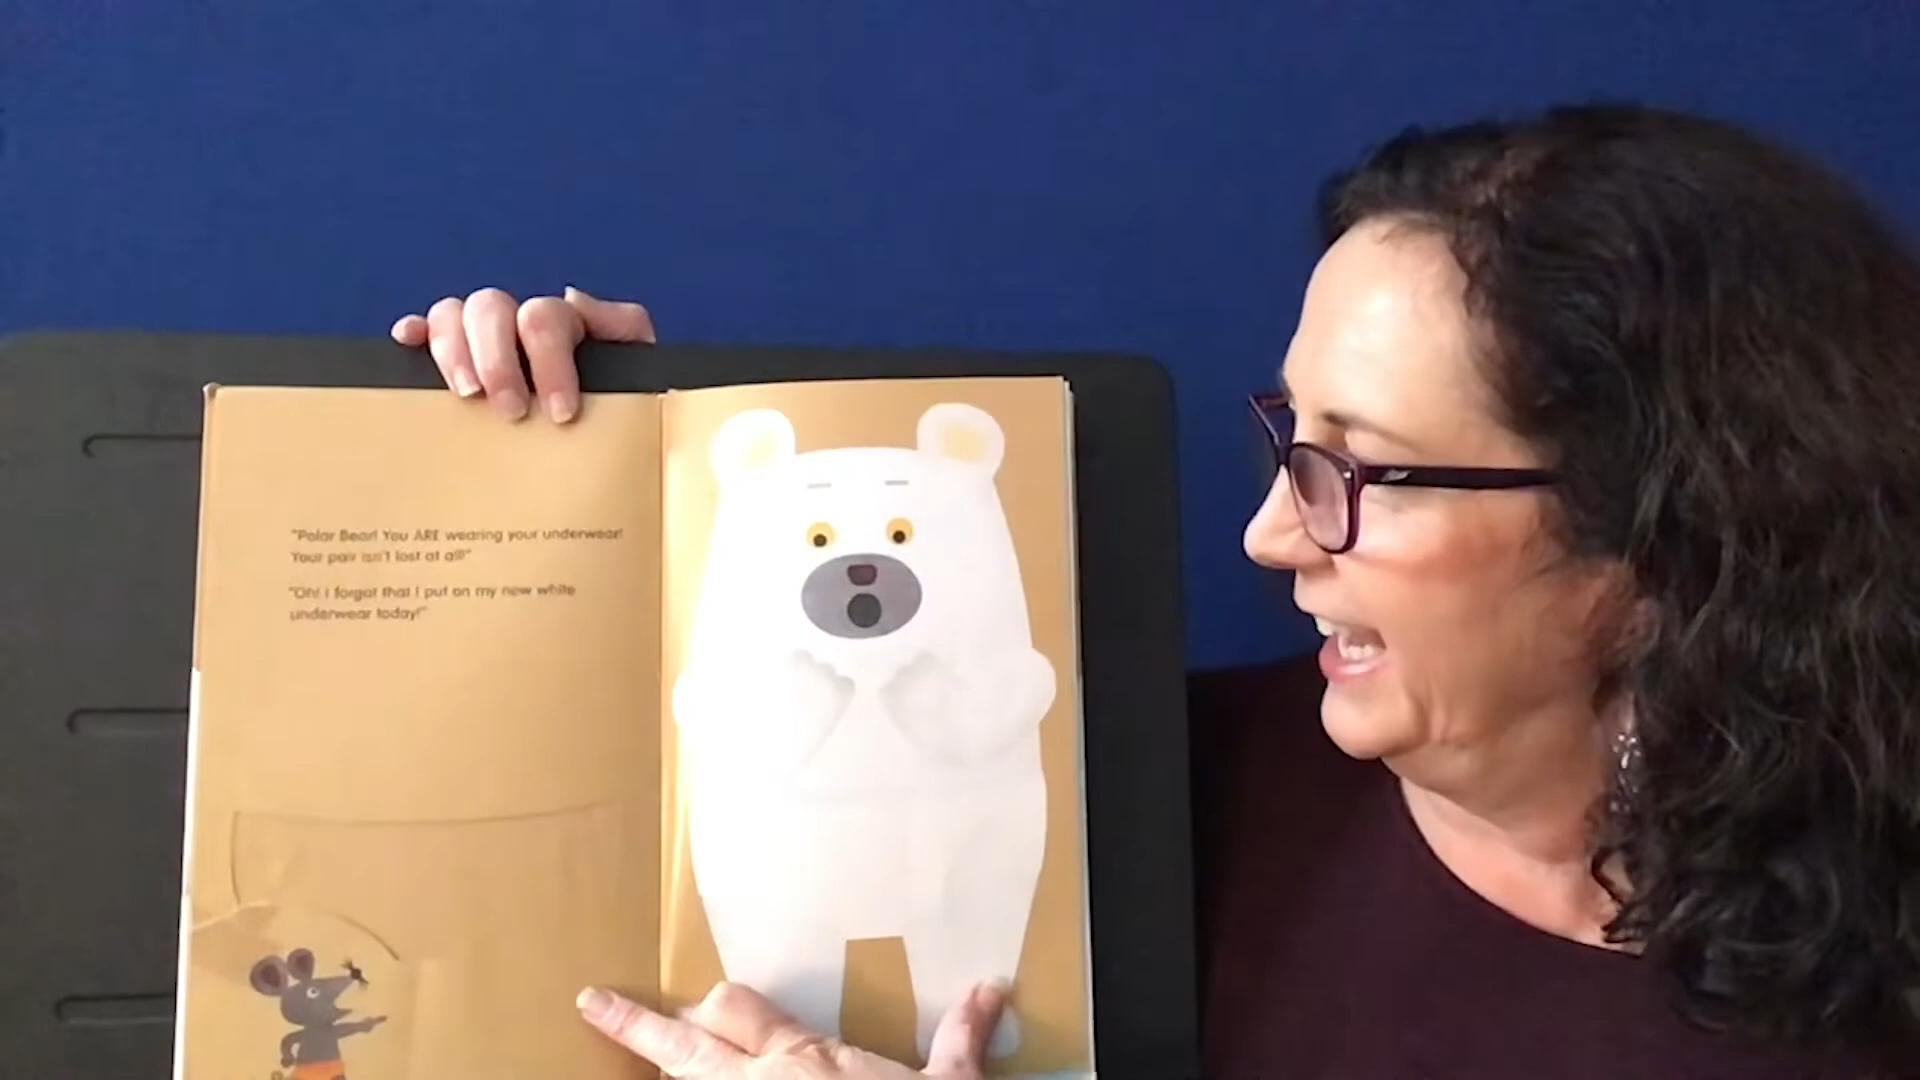 "Polar Bear! You ARE wearing your underwear!
Your pair isn't lost at all!"
"Oh! I forgot that I put on my new white
underwear today!"